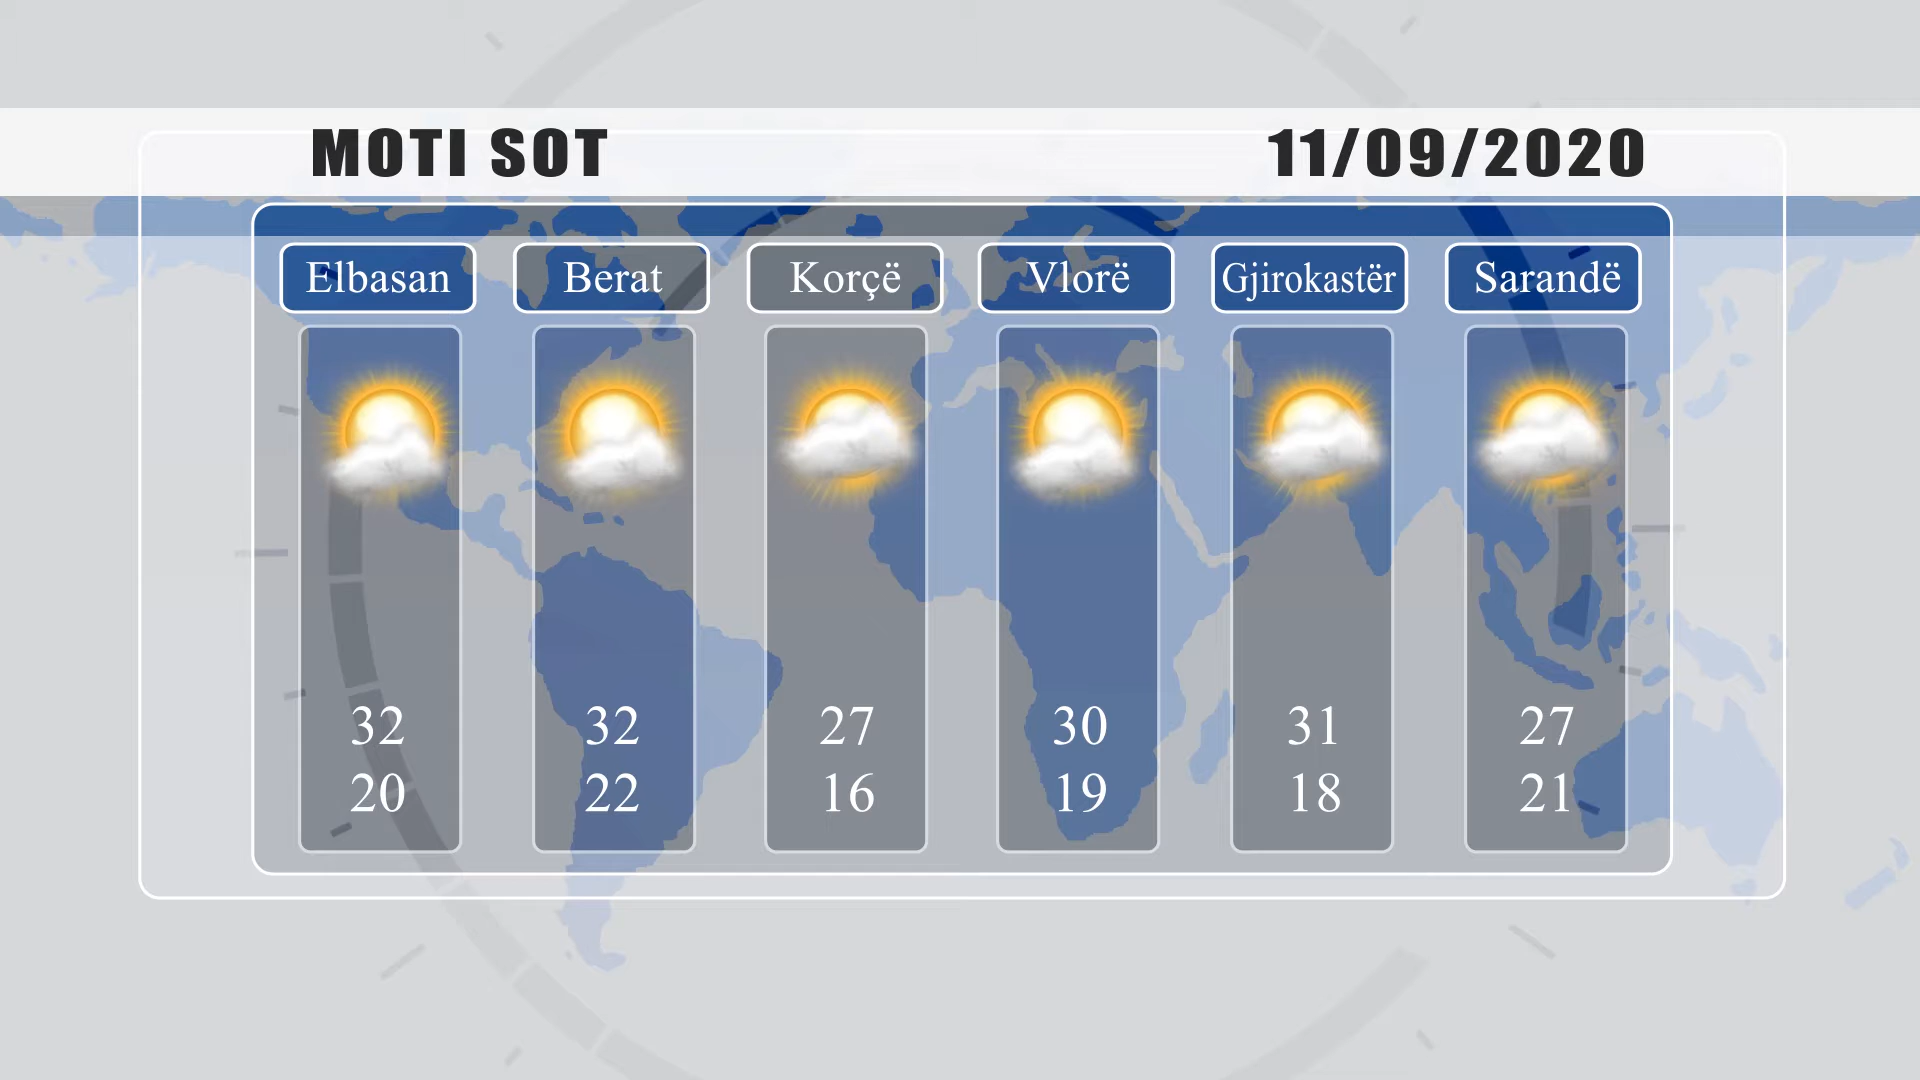 MOTI SOT 11/09/2020
Elbasan Berat Korçë Vlorë Gjirokastër Sarandë
32 32 27 30 31 27
20 22 16 19 18 21